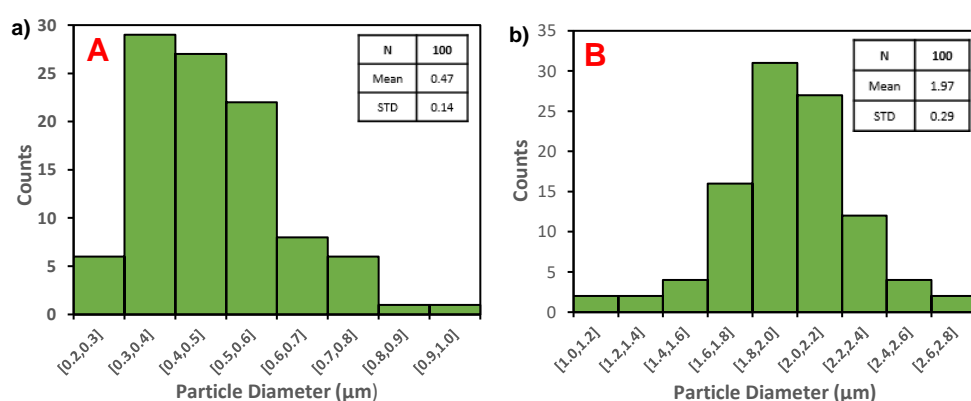 a)
A
N 100
Mean 0.47
STD 0.14
30
25
20
15
10
5
0
Counts
[0.2,0.3]
[0.3,0.4]
[0.4,0.5]
[0.5,0.6]
[0.6,0.7]
[0.7,0.8]
[0.8,0.9]
[0.9,1.0]
Particle Diameter (μm)
b)
B
N 100
Mean 1.97
STD 0.29
35
30
25
20
15
10
5
0
Counts
[1.0,1.2]
[1.2,1.4]
[1.4,1.6]
[1.6,1.8]
[1.8,2.0]
[2.0,2.2]
[2.2,2.4]
[2.4,2.6]
[2.6,2.8]
Particle Diameter (μm)